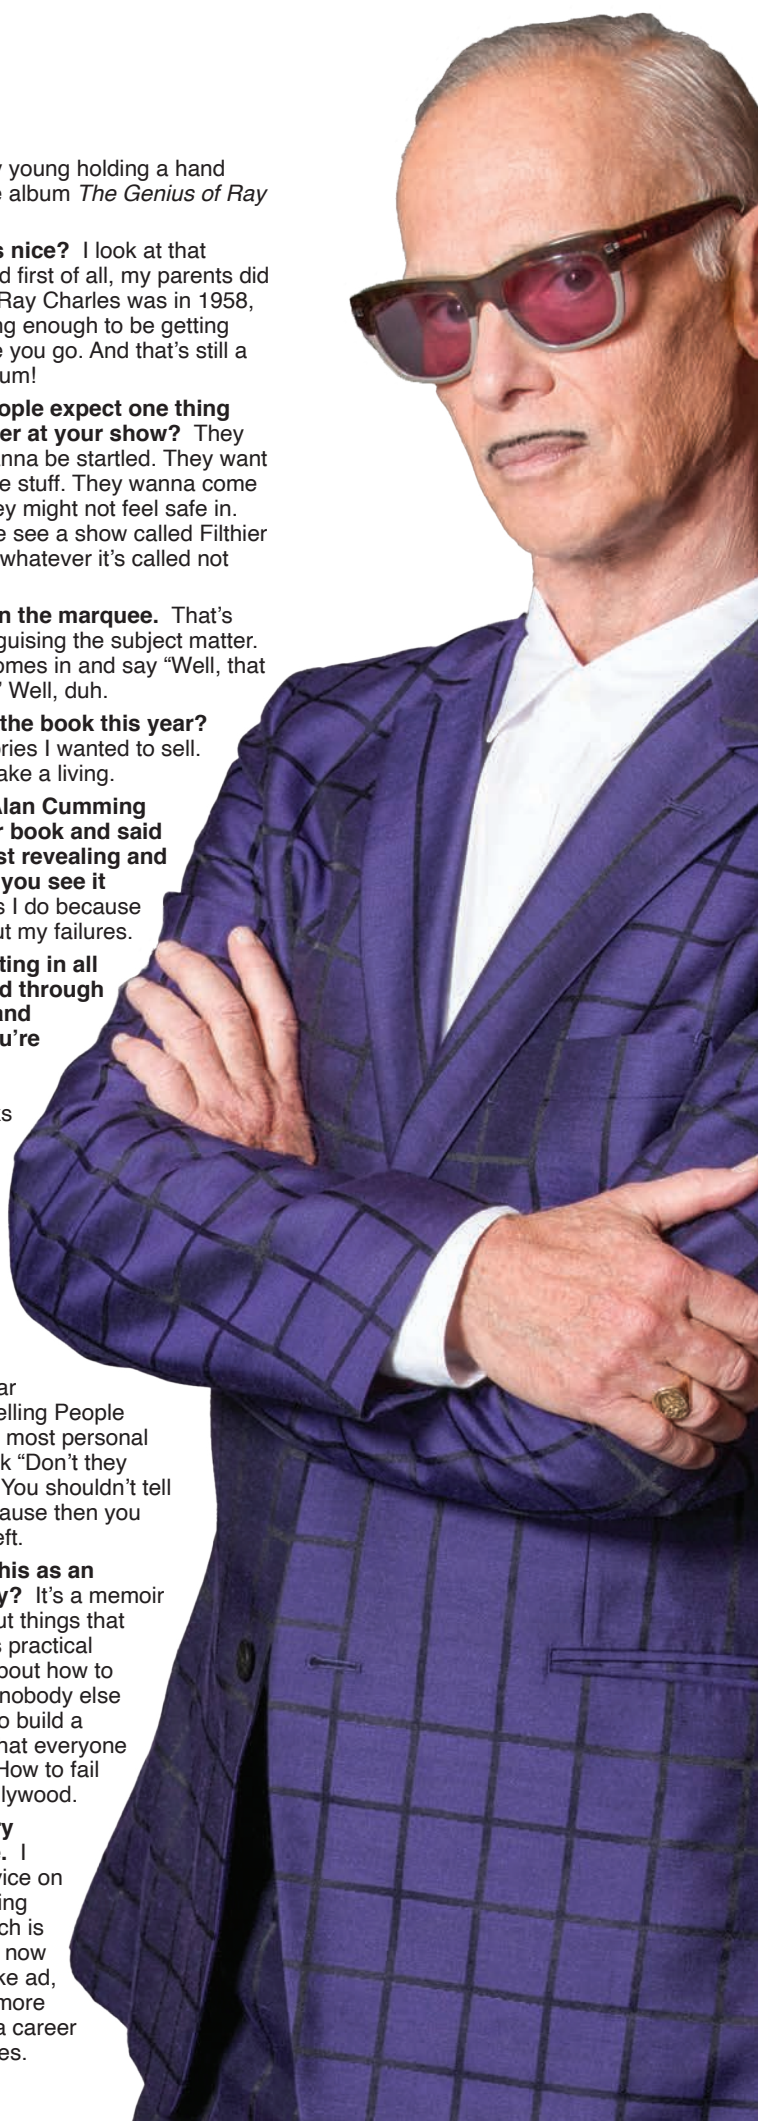 y young holding a hand
e album The Genius of Ray
s nice? I look at that
d first of all, my parents did
Ray Charles was in 1958,
ng enough to be getting
e you go. And that's still a
um!
ople expect one thing
er at your show? They
anna be startled. They want
e stuff. They wanna come
ey might not feel safe in.
e see a show called Filthier
whatever it's called not
n the marquee. That's
guising the subject matter.
omes in and say “Well, that
” Well, duh.
the book this year?
ories I wanted to sell.
ake a living.
Alan Cumming
r book and said
st revealing and
you see it
s I do because
ut my failures.
ting in all
d through
and
u're
ks
ar
elling People
most personal
k “Don't they
You shouldn't tell
ause then you
eft.
his as an
y? It's a memoir
ut things that
s practical
bout how to
nobody else
o build a
hat everyone
How to fail
lywood.
ry
. I
vice on
ing
ch is
now
ke ad,
more
a career
es.